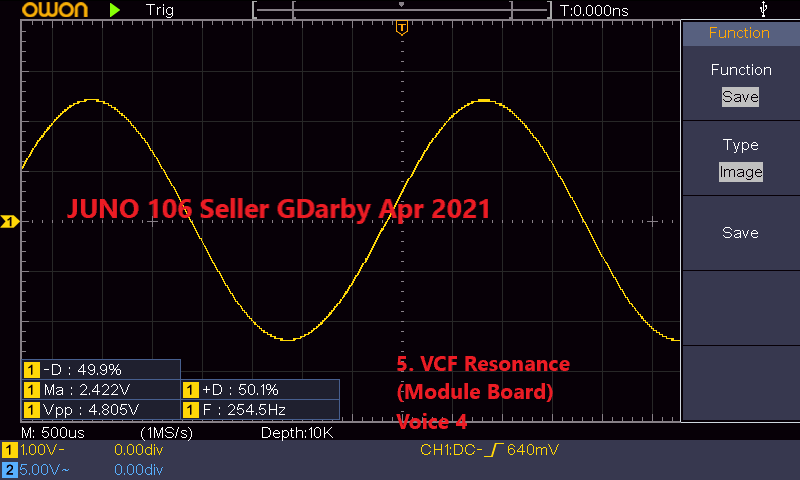 OWON Trig T:0.000ns
T
Function
Function
Save
Type
Image
JUNO 106 Seller GDarby Apr 2021
1
Save
5. VCF Resonance
(Module Board)
Voice 4
1 -D : 49.9%
1 Ma : 2.422V 1 +D : 50.1%
1 Vpp : 4.805V 1 F : 254.5Hz
M: 500us (1MS/s) Depth:10K
1 1.00V- 0.00div CH1:DC- 640mV
2 5.00V~ 0.00div